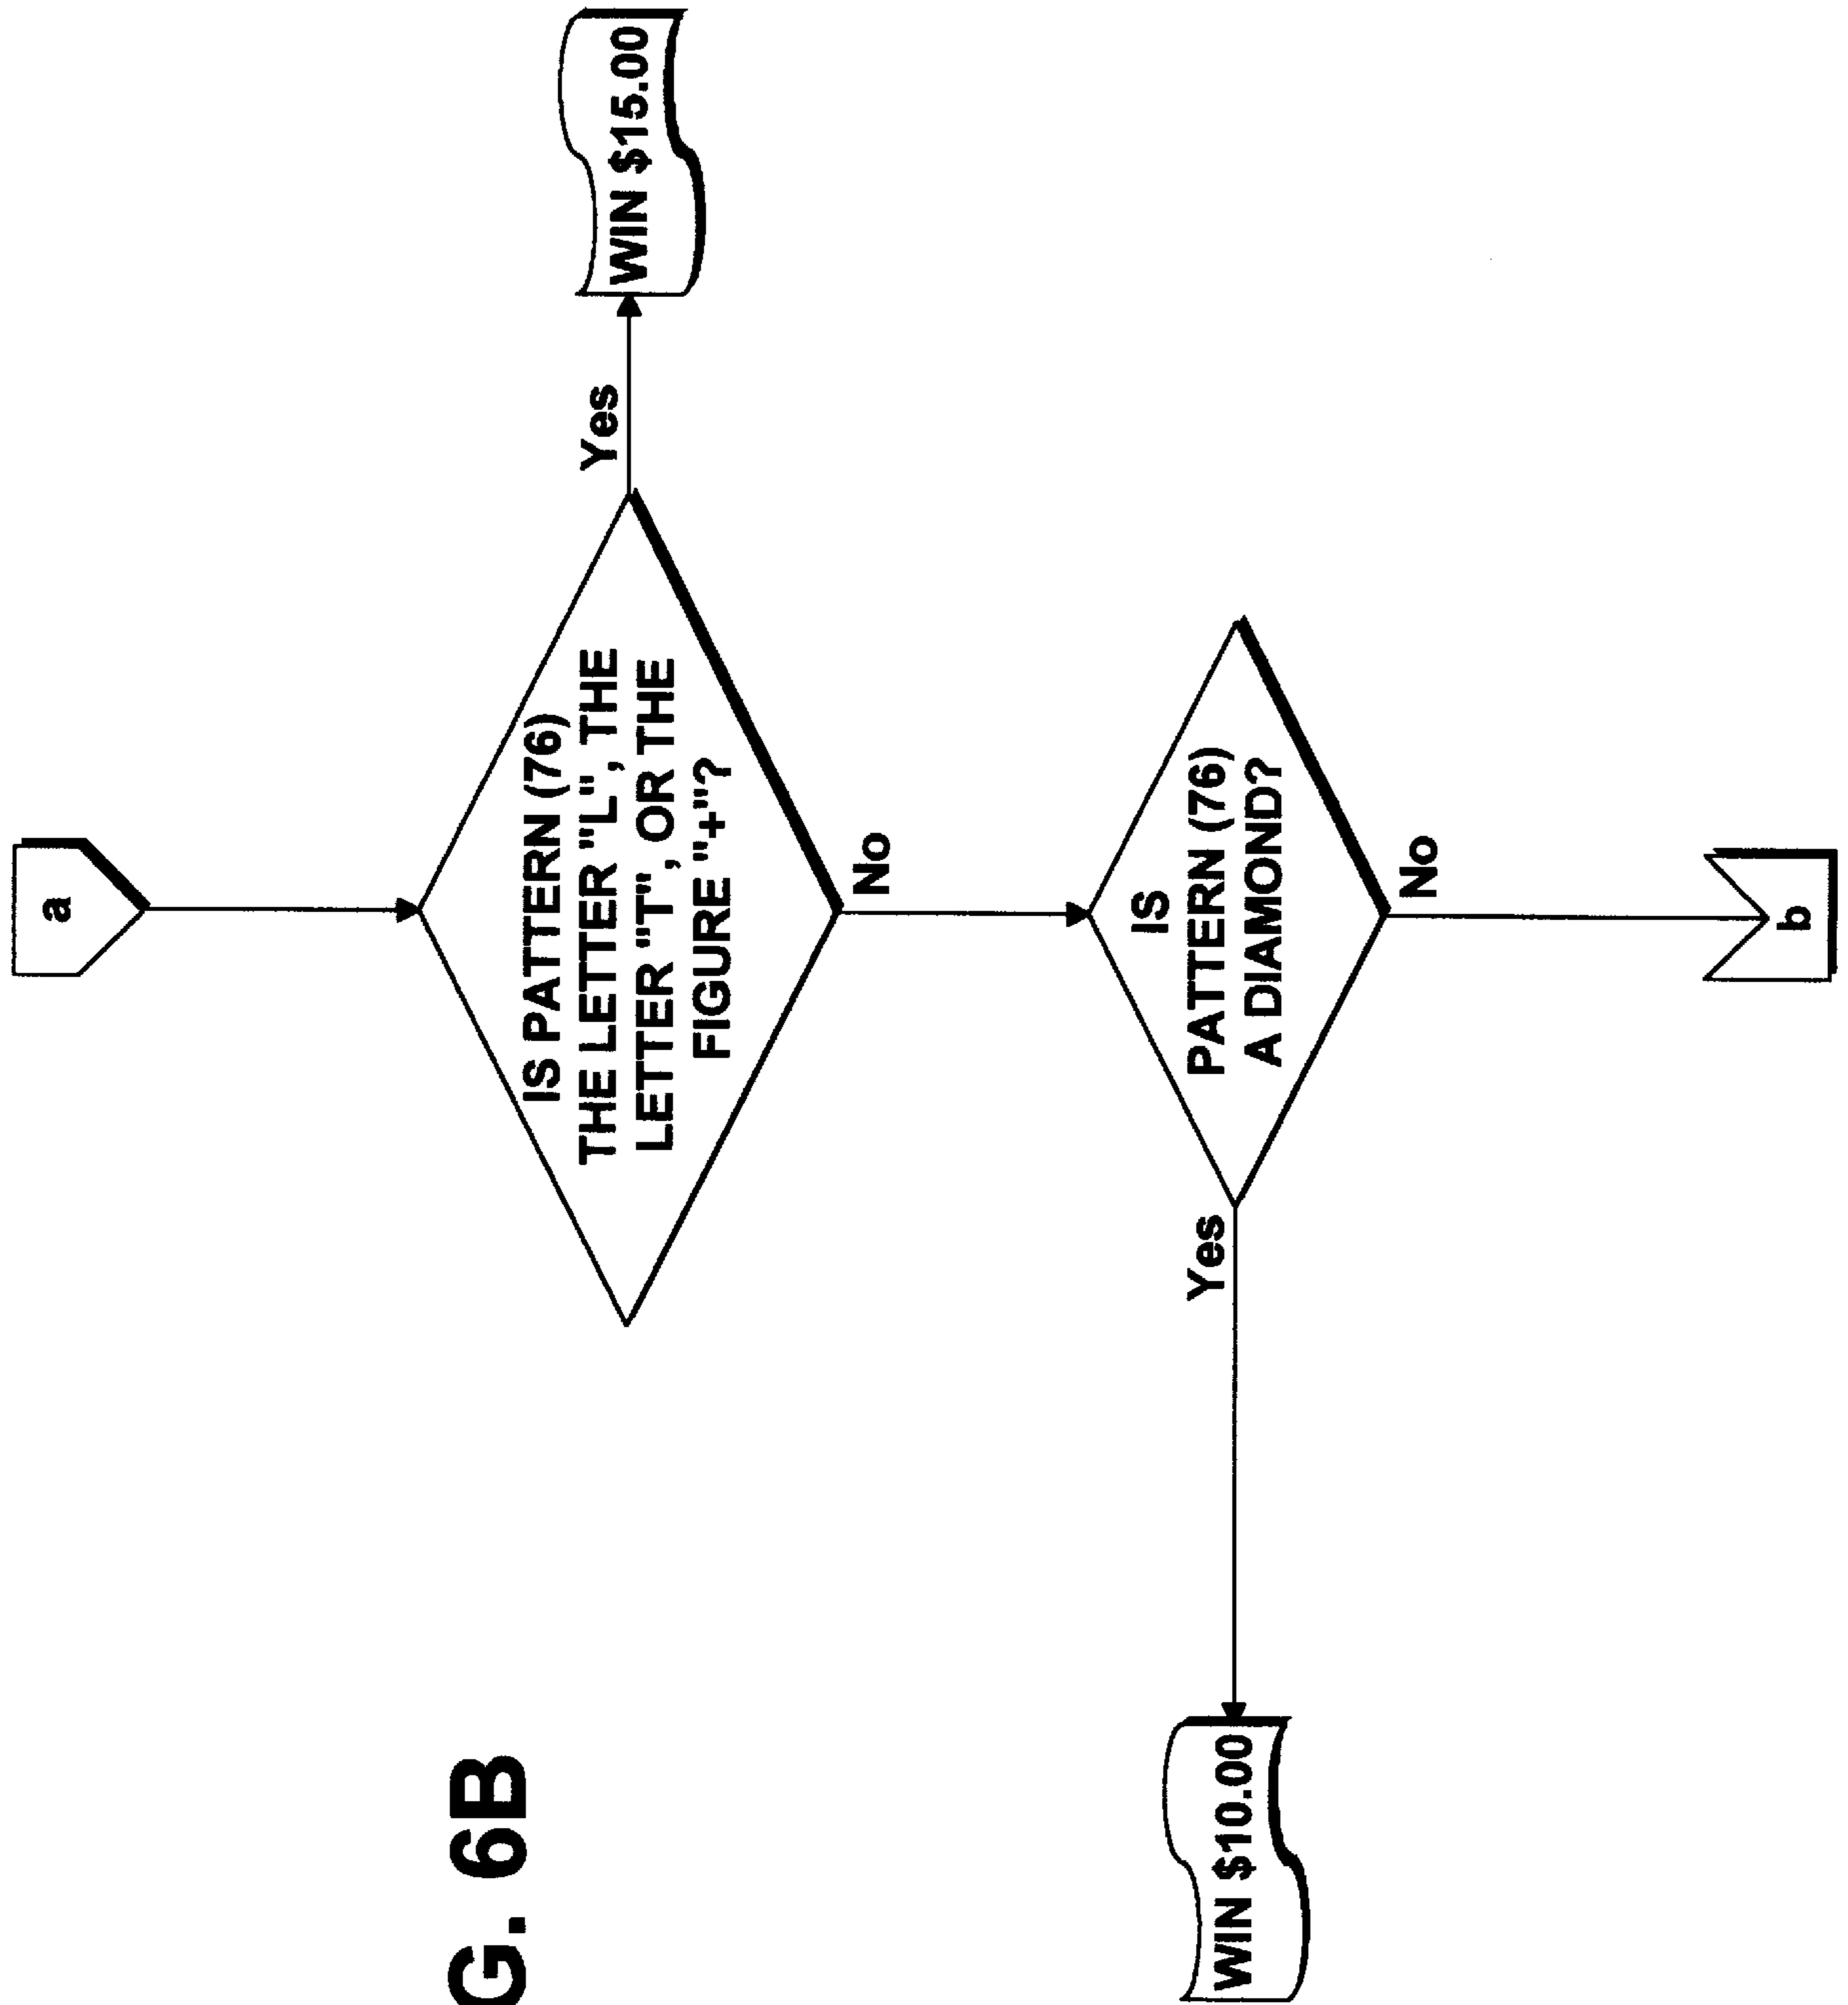 G. 6B
a
IS PATTERN (76)
THE LETTER "L", THE
LETTER "T", OR THE
FIGURE "+"?
Yes
WIN $15.00
No
IS
PATTERN (76)
A DIAMOND?
Yes
WIN $10.00
No
b